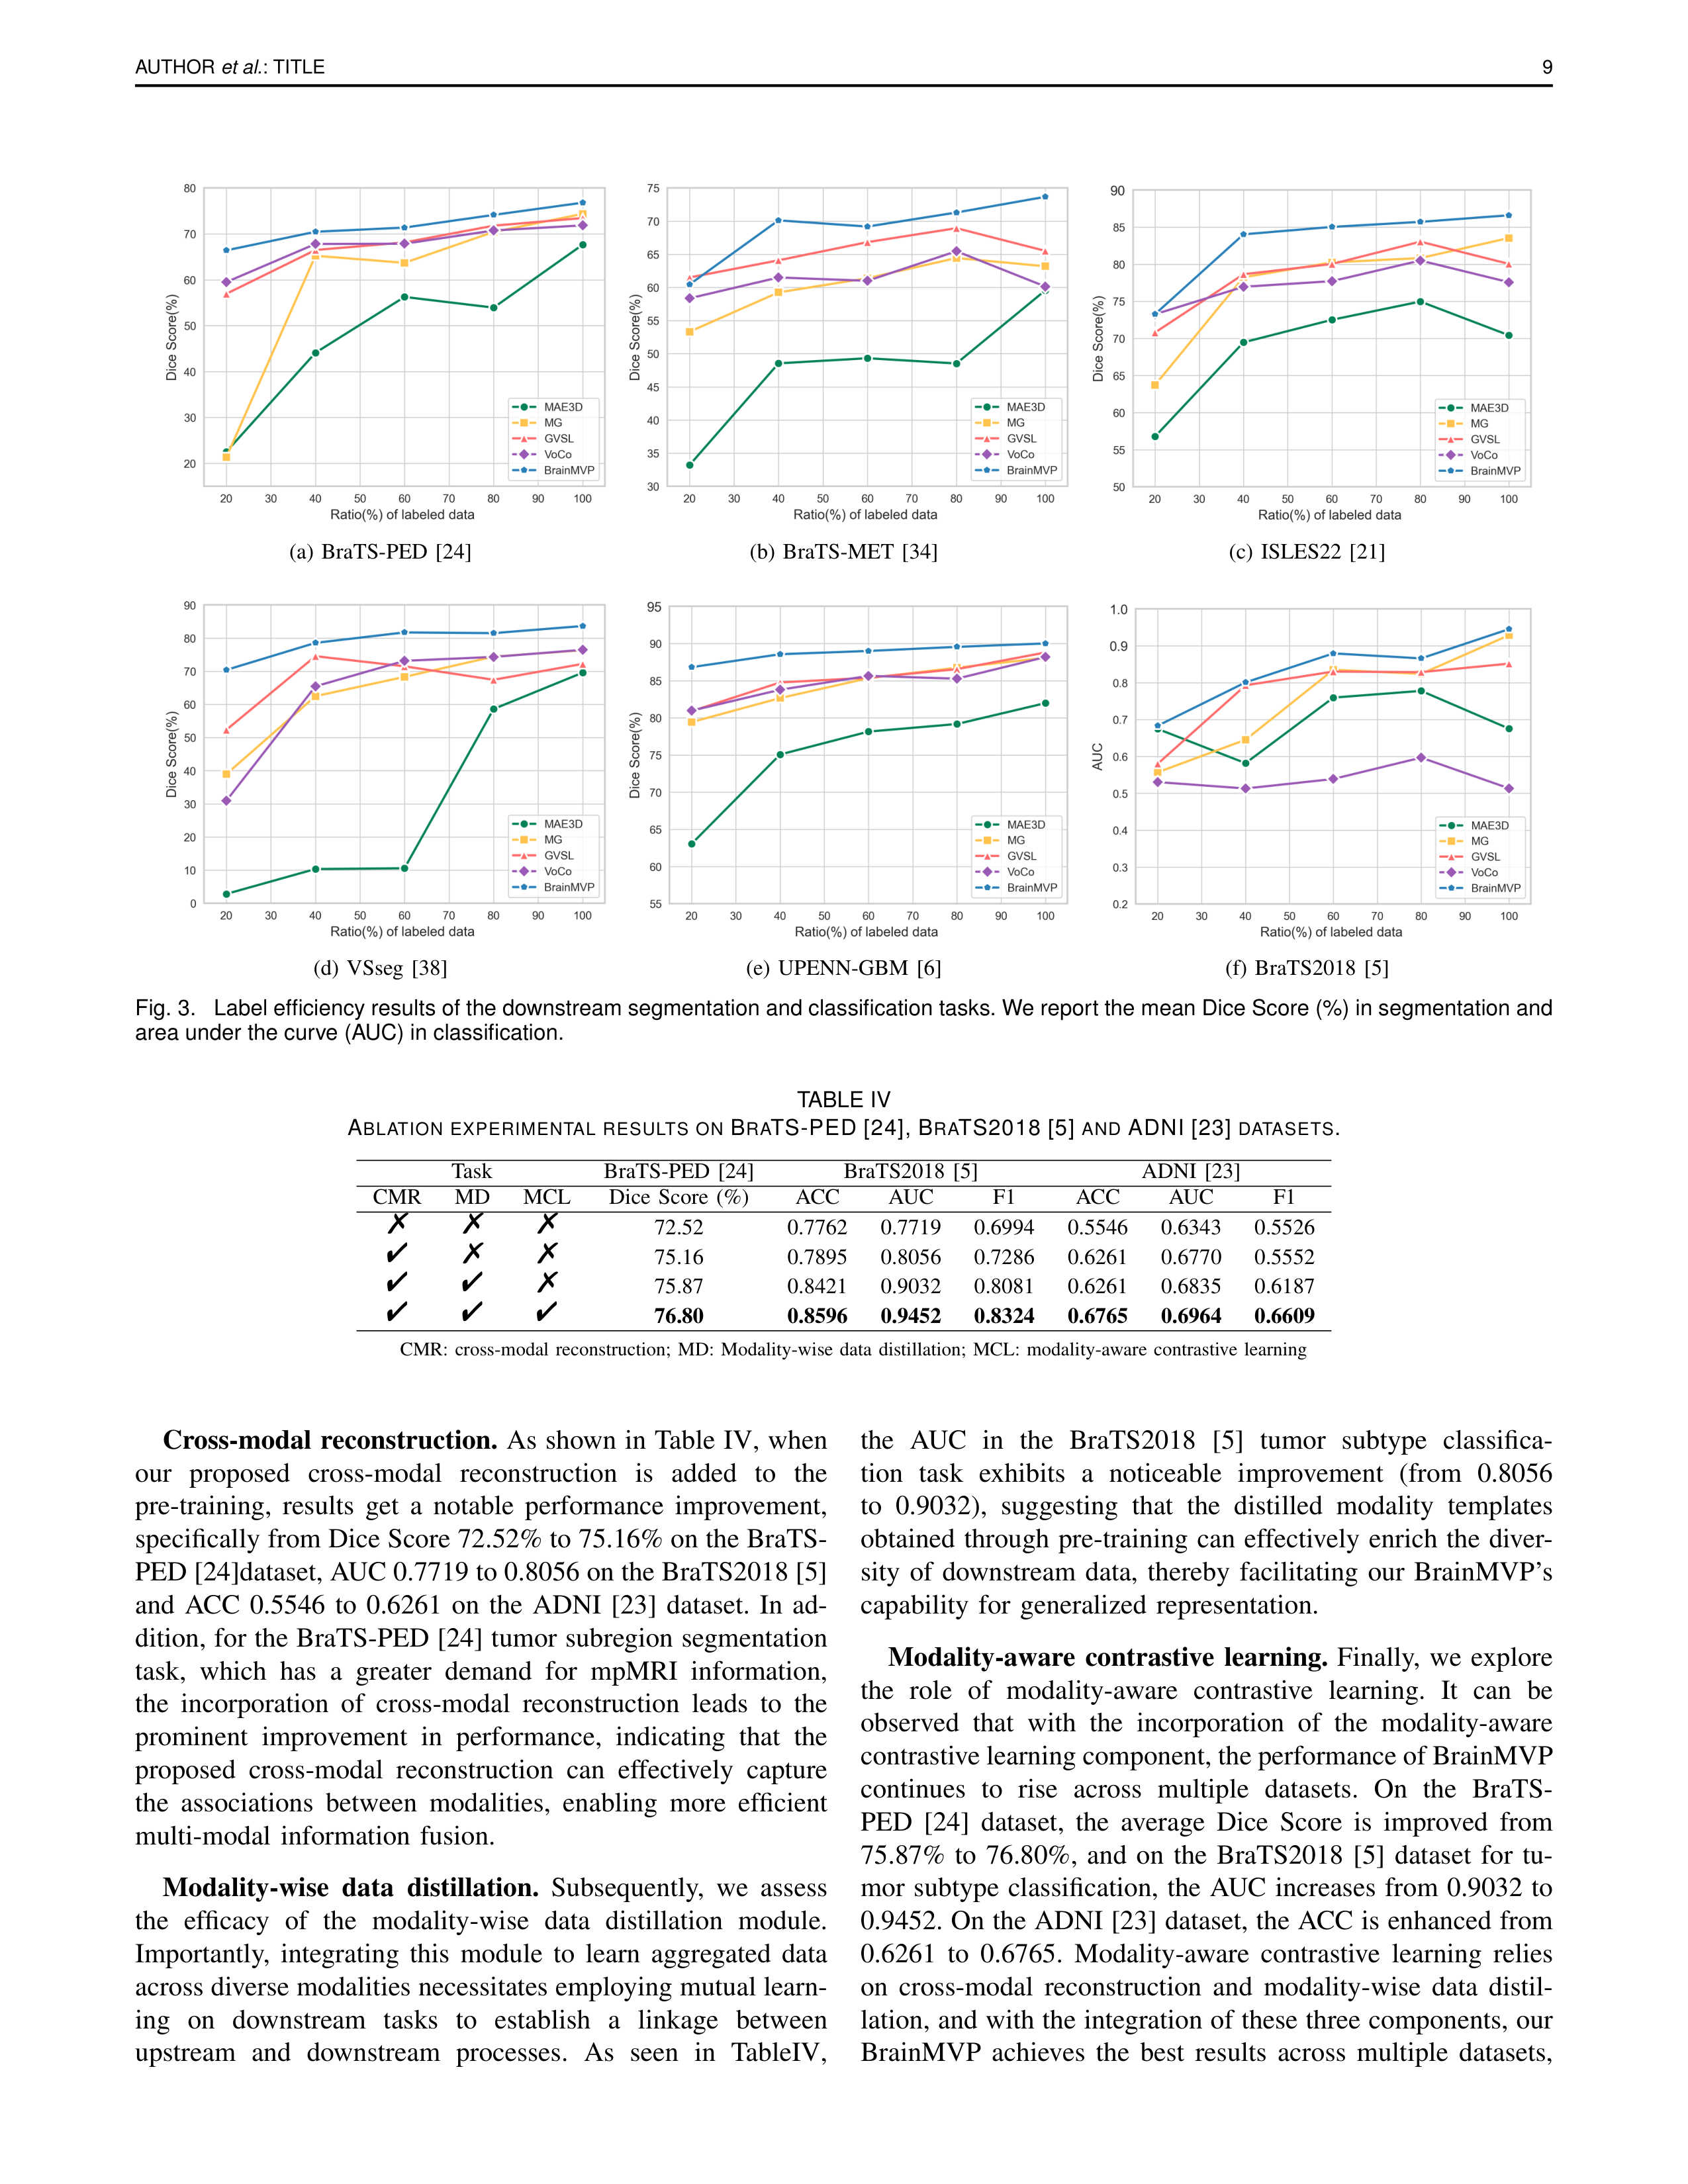 AUTHOR et al.: TITLE
9
80
70
60
50
40
30
20
Dice Score(%)
MAE3D
MG
GVSL
VoCo
BrainMVP
20 30 40 50 60 70 80 90 100
Ratio(%) of labeled data
(a) BraTS-PED [24]
75
70
65
60
55
50
45
40
35
30
Dice Score(%)
MAE3D
MG
GVSL
VoCo
BrainMVP
20 30 40 50 60 70 80 90 100
Ratio(%) of labeled data
(b) BraTS-MET [34]
90
85
80
75
70
65
60
55
50
Dice Score(%)
MAE3D
MG
GVSL
VoCo
BrainMVP
20 30 40 50 60 70 80 90 100
Ratio(%) of labeled data
(c) ISLES22 [21]
90
80
70
60
50
40
30
20
10
0
Dice Score(%)
MAE3D
MG
GVSL
VoCo
BrainMVP
20 30 40 50 60 70 80 90 100
Ratio(%) of labeled data
(d) VSseg [38]
95
90
85
80
75
70
65
60
55
Dice Score(%)
MAE3D
MG
GVSL
VoCo
BrainMVP
20 30 40 50 60 70 80 90 100
Ratio(%) of labeled data
(e) UPENN-GBM [6]
1.0
0.9
0.8
0.7
0.6
0.5
0.4
0.3
0.2
AUC
MAE3D
MG
GVSL
VoCo
BrainMVP
20 30 40 50 60 70 80 90 100
Ratio(%) of labeled data
(f) BraTS2018 [5]
Fig. 3. Label efficiency results of the downstream segmentation and classification tasks. We report the mean Dice Score (%) in segmentation and
area under the curve (AUC) in classification.
TABLE IV
ABLATION EXPERIMENTAL RESULTS ON BRATS-PED [24], BRATS2018 [5] AND ADNI [23] DATASETS.
Task BraTS-PED [24] BraTS2018 [5] ADNI [23]
CMR MD MCL Dice Score (%) ACC AUC F1 ACC AUC F1
✗ ✗ ✗ 72.52 0.7762 0.7719 0.6994 0.5546 0.6343 0.5526
✔ ✗ ✗ 75.16 0.7895 0.8056 0.7286 0.6261 0.6770 0.5552
✔ ✔ ✗ 75.87 0.8421 0.9032 0.8081 0.6261 0.6835 0.6187
✔ ✔ ✔ 76.80 0.8596 0.9452 0.8324 0.6765 0.6964 0.6609
CMR: cross-modal reconstruction; MD: Modality-wise data distillation; MCL: modality-aware contrastive learning
Cross-modal reconstruction. As shown in Table IV, when
our proposed cross-modal reconstruction is added to the
pre-training, results get a notable performance improvement,
specifically from Dice Score 72.52% to 75.16% on the BraTS-
PED [24]dataset, AUC 0.7719 to 0.8056 on the BraTS2018 [5]
and ACC 0.5546 to 0.6261 on the ADNI [23] dataset. In ad-
dition, for the BraTS-PED [24] tumor subregion segmentation
task, which has a greater demand for mpMRI information,
the incorporation of cross-modal reconstruction leads to the
prominent improvement in performance, indicating that the
proposed cross-modal reconstruction can effectively capture
the associations between modalities, enabling more efficient
multi-modal information fusion.
Modality-wise data distillation. Subsequently, we assess
the efficacy of the modality-wise data distillation module.
Importantly, integrating this module to learn aggregated data
across diverse modalities necessitates employing mutual learn-
ing on downstream tasks to establish a linkage between
upstream and downstream processes. As seen in TableIV,
the AUC in the BraTS2018 [5] tumor subtype classifica-
tion task exhibits a noticeable improvement (from 0.8056
to 0.9032), suggesting that the distilled modality templates
obtained through pre-training can effectively enrich the diver-
sity of downstream data, thereby facilitating our BrainMVP's
capability for generalized representation.
Modality-aware contrastive learning. Finally, we explore
the role of modality-aware contrastive learning. It can be
observed that with the incorporation of the modality-aware
contrastive learning component, the performance of BrainMVP
continues to rise across multiple datasets. On the BraTS-
PED [24] dataset, the average Dice Score is improved from
75.87% to 76.80%, and on the BraTS2018 [5] dataset for tu-
mor subtype classification, the AUC increases from 0.9032 to
0.9452. On the ADNI [23] dataset, the ACC is enhanced from
0.6261 to 0.6765. Modality-aware contrastive learning relies
on cross-modal reconstruction and modality-wise data distil-
lation, and with the integration of these three components, our
BrainMVP achieves the best results across multiple datasets,